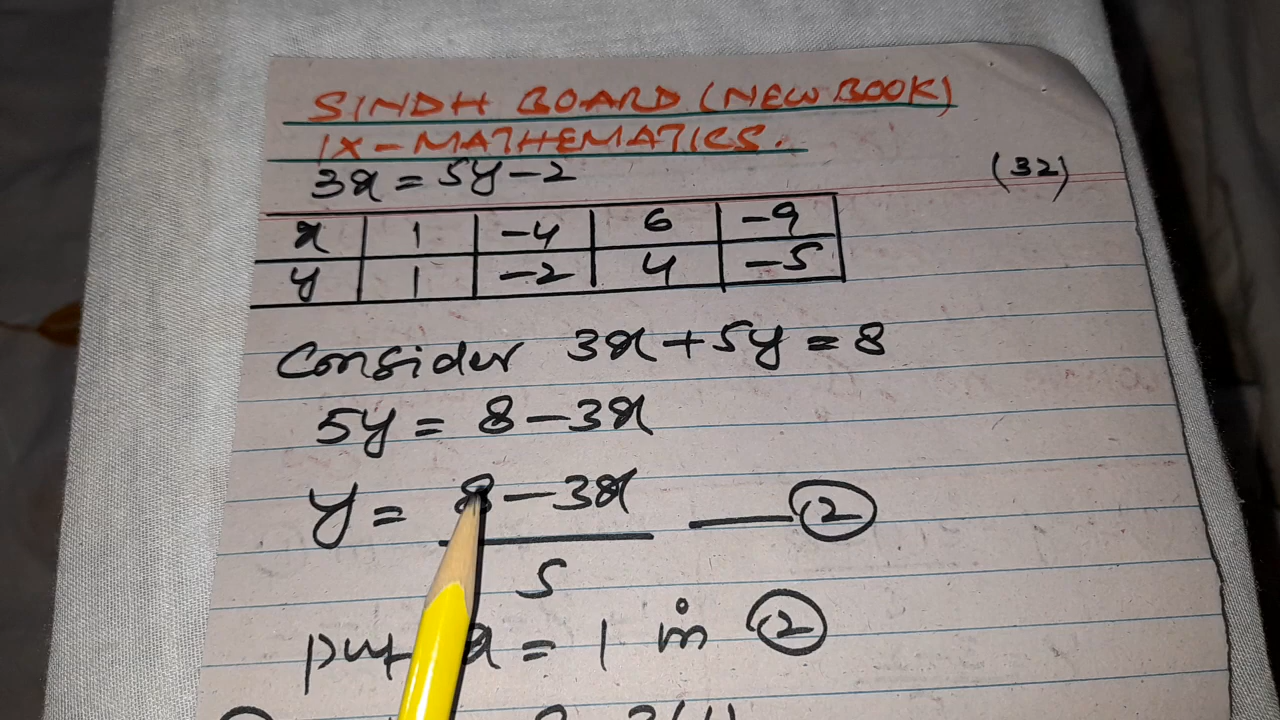 SINDH BOARD (NEW BOOK)
IX-MATHEMATICS.
3x = 5y-2 (32)
x 1 -4 6 -9
y 1 -2 4 -5
Consider 3x+5y=8
5y = 8-3x
y = 8-3x — 2
5
put x = 1 in 2